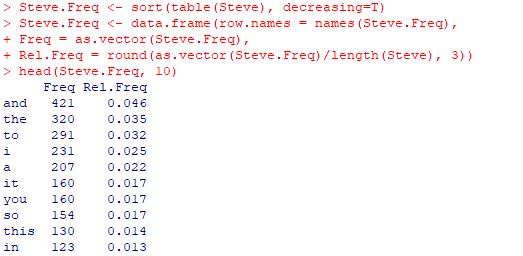 > Steve.Freq <- sort(table(Steve), decreasing=T)
> Steve.Freq <- data.frame(row.names = names(Steve.Freq),
+ Freq = as.vector(Steve.Freq),
+ Rel.Freq = round(as.vector(Steve.Freq)/length(Steve), 3))
> head(Steve.Freq, 10)
Freq Rel.Freq
and 421 0.046
the 320 0.035
to 291 0.032
i 231 0.025
a 207 0.022
it 160 0.017
you 160 0.017
so 154 0.017
this 130 0.014
in 123 0.013